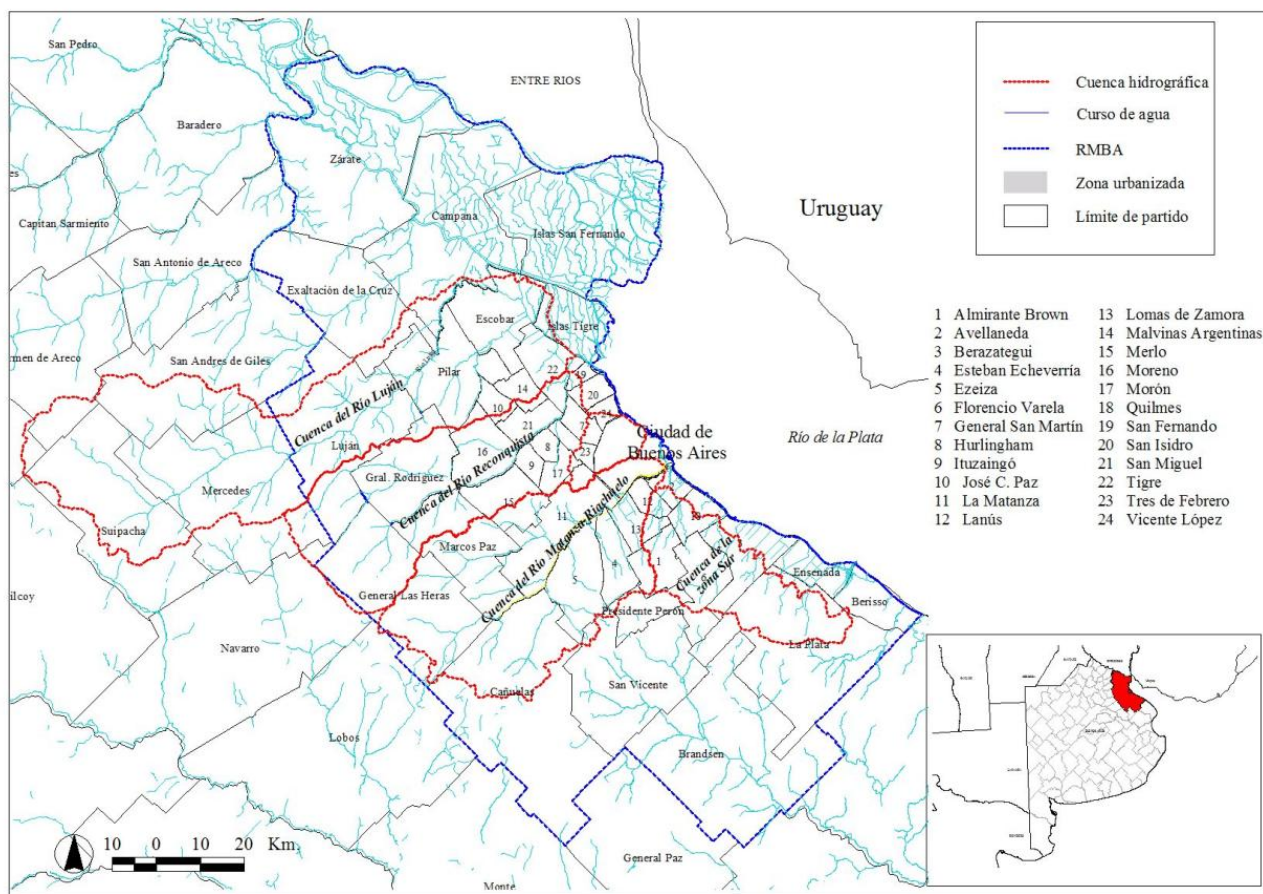 San Pedro
ENTRE RIOS
Baradero
Zárate
Capitan Sarmiento
Campana
Uruguay
Islas San Fernando
San Antonio de Areco
Exaltación de la Cruz
Escobar
Islas Tigre
San Andres de Giles
Pilar
Cuenca del Río Luján
Luján
Ciudad de
Buenos Aires
Río de la Plata
Mercedes
Gral. Rodríguez
Cuenca del Río Reconquista
Suipacha
Marcos Paz
Cuenca del Río Matanza-Riachuelo
Cuenca de la
zona Sur
Ensenada
Berisso
General Las Heras
Presidente Perón
La Plata
Navarro
Cañuelas
San Vicente
Lobos
Brandsen
General Paz
Monte
10 0 10 20 Km.
Cuenca hidrográfica
Curso de agua
RMBA
Zona urbanizada
Límite de partido
1 Almirante Brown
2 Avellaneda
3 Berazategui
4 Esteban Echeverría
5 Ezeiza
6 Florencio Varela
7 General San Martín
8 Hurlingham
9 Ituzaingó
10 José C. Paz
11 La Matanza
12 Lanús
13 Lomas de Zamora
14 Malvinas Argentinas
15 Merlo
16 Moreno
17 Morón
18 Quilmes
19 San Fernando
20 San Isidro
21 San Miguel
22 Tigre
23 Tres de Febrero
24 Vicente López